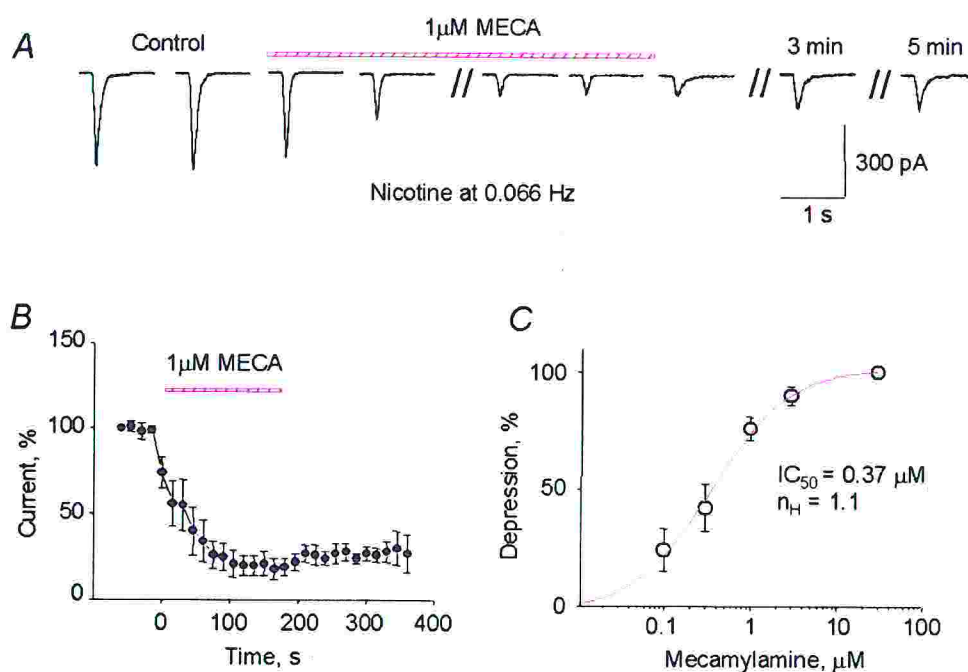 A
Control
1µM MECA
3 min
5 min
300 pA
1 s
Nicotine at 0.066 Hz
B
1µM MECA
Current, %
150
100
50
0
0 100 200 300 400
Time, s
C
Depression, %
100
50
0
IC50 = 0.37 µM
nH = 1.1
0.1 1 10 100
Mecamylamine, µM